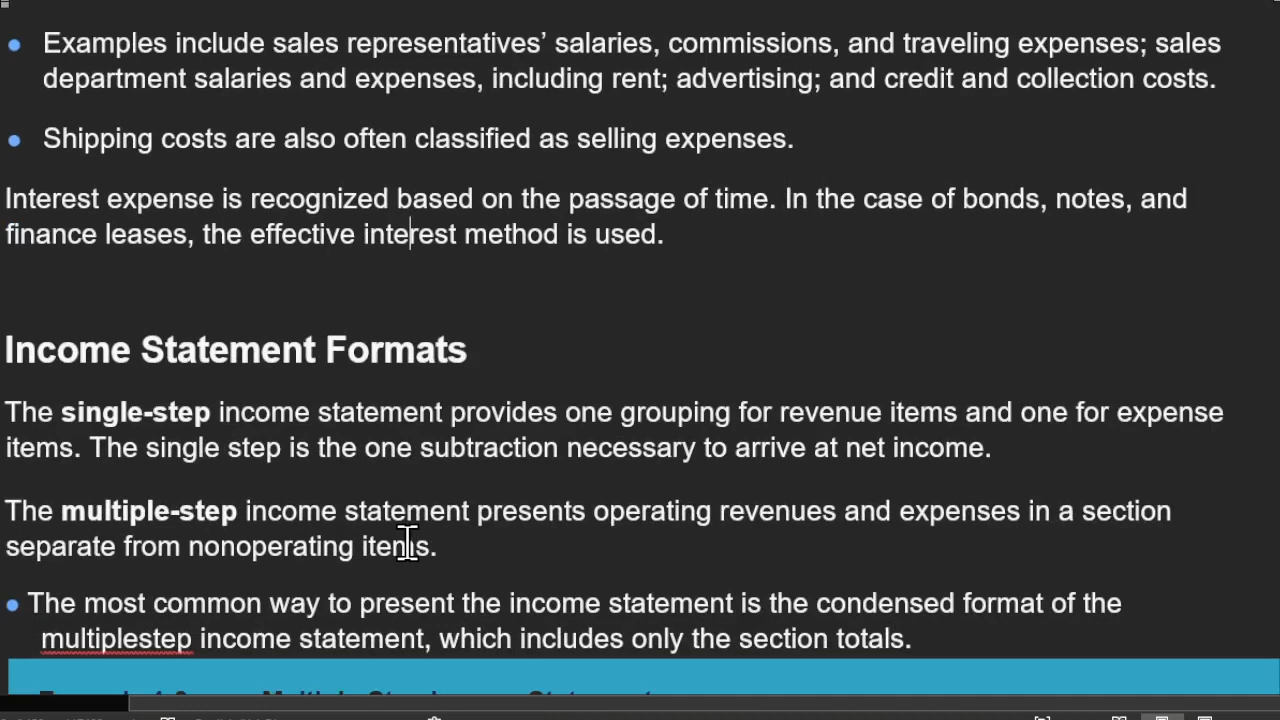 Examples include sales representatives’ salaries, commissions, and traveling expenses; sales
department salaries and expenses, including rent; advertising; and credit and collection costs.
Shipping costs are also often classified as selling expenses.
Interest expense is recognized based on the passage of time. In the case of bonds, notes, and
finance leases, the effective interest method is used.
Income Statement Formats
The single-step income statement provides one grouping for revenue items and one for expense
items. The single step is the one subtraction necessary to arrive at net income.
The multiple-step income statement presents operating revenues and expenses in a section
separate from nonoperating items.
The most common way to present the income statement is the condensed format of the
multiplestep income statement, which includes only the section totals.